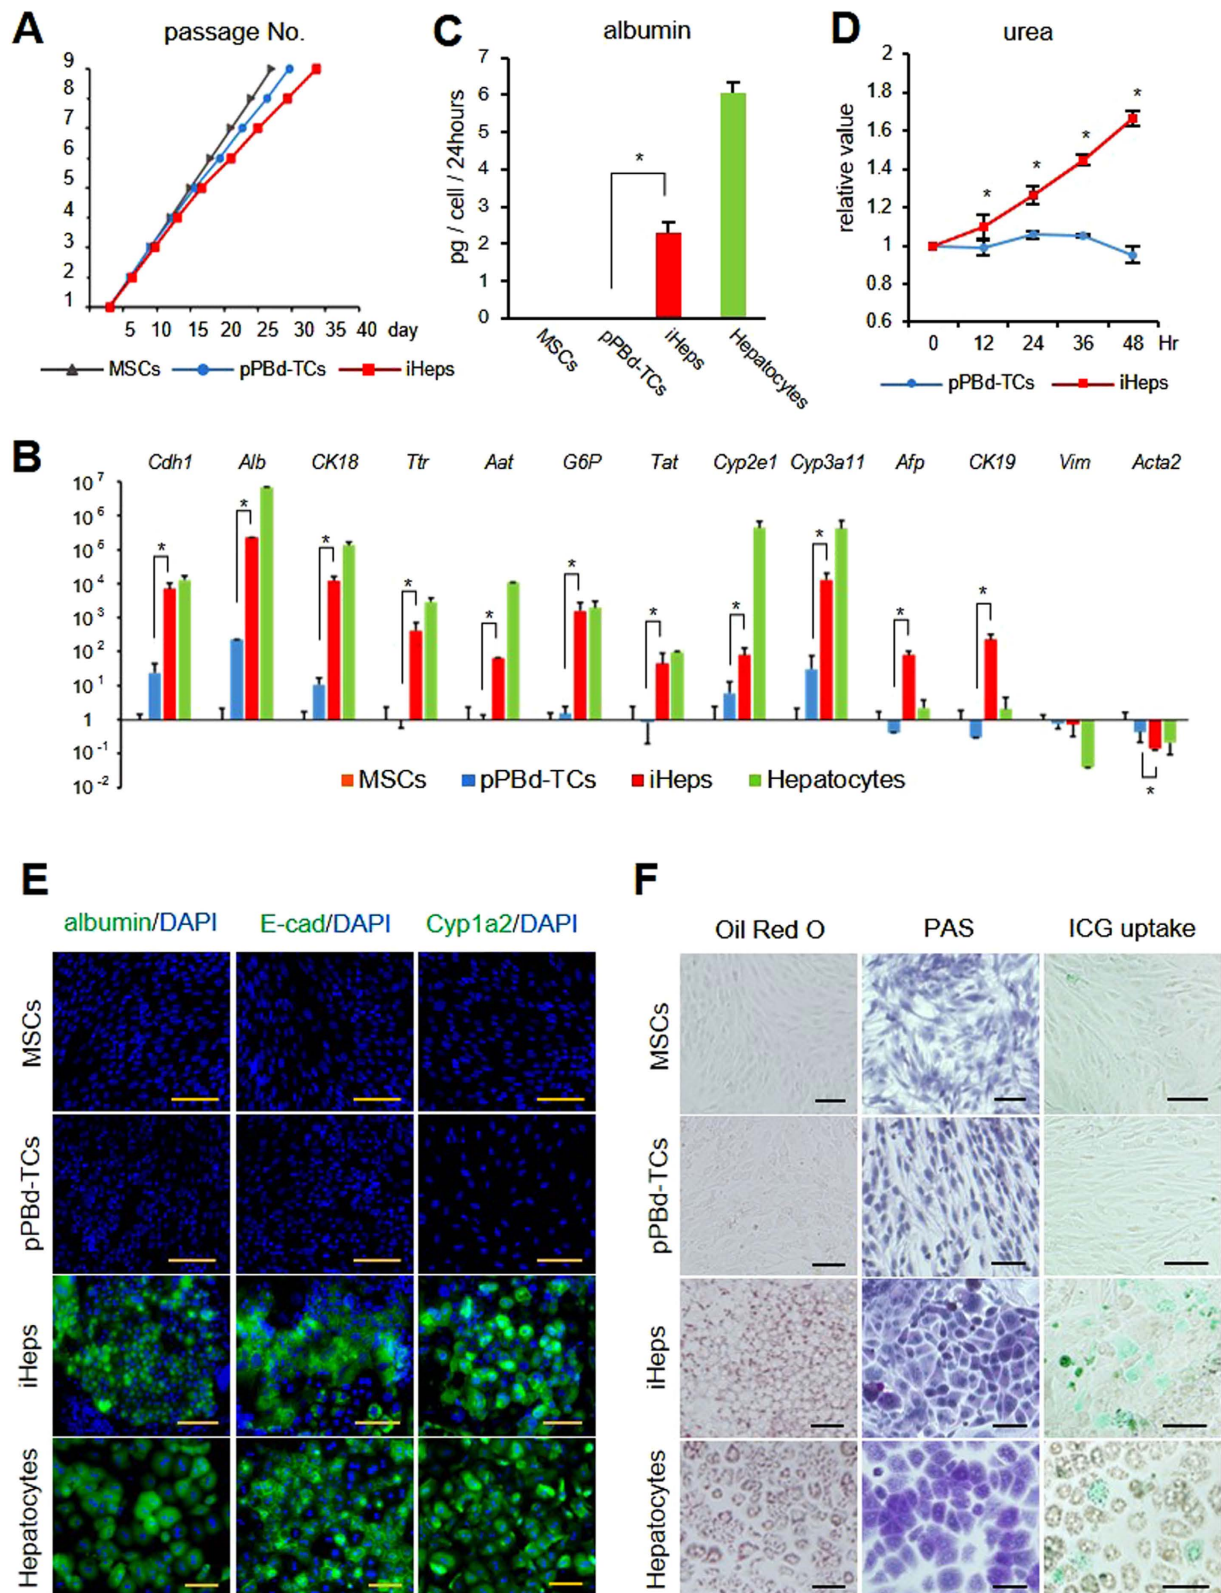 A
passage No.
9
8
7
6
5
4
3
2
1
5 10 15 20 25 30 35 40 day
MSCs pPBd-TCs iHeps
C
albumin
pg / cell / 24hours
7
6
5
4
3
2
1
0
*
MSCs
pPBd-TCs
iHeps
Hepatocytes
D
urea
relative value
2
1.8
1.6
1.4
1.2
1
0.8
0.6
* * * *
0 12 24 36 48 Hr
pPBd-TCs iHeps
B
Cdh1 Alb CK18 Ttr Aat G6P Tat Cyp2e1 Cyp3a11 Afp CK19 Vim Acta2
10 7
10 6
10 5
10 4
10 3
10 2
10 1
1
10 -1
10 -2
* * * * * * * * * * * *
MSCs pPBd-TCs iHeps Hepatocytes
E
albumin/DAPI E-cad/DAPI Cyp1a2/DAPI
MSCs
pPBd-TCs
iHeps
Hepatocytes
F
Oil Red O PAS ICG uptake
MSCs
pPBd-TCs
iHeps
Hepatocytes